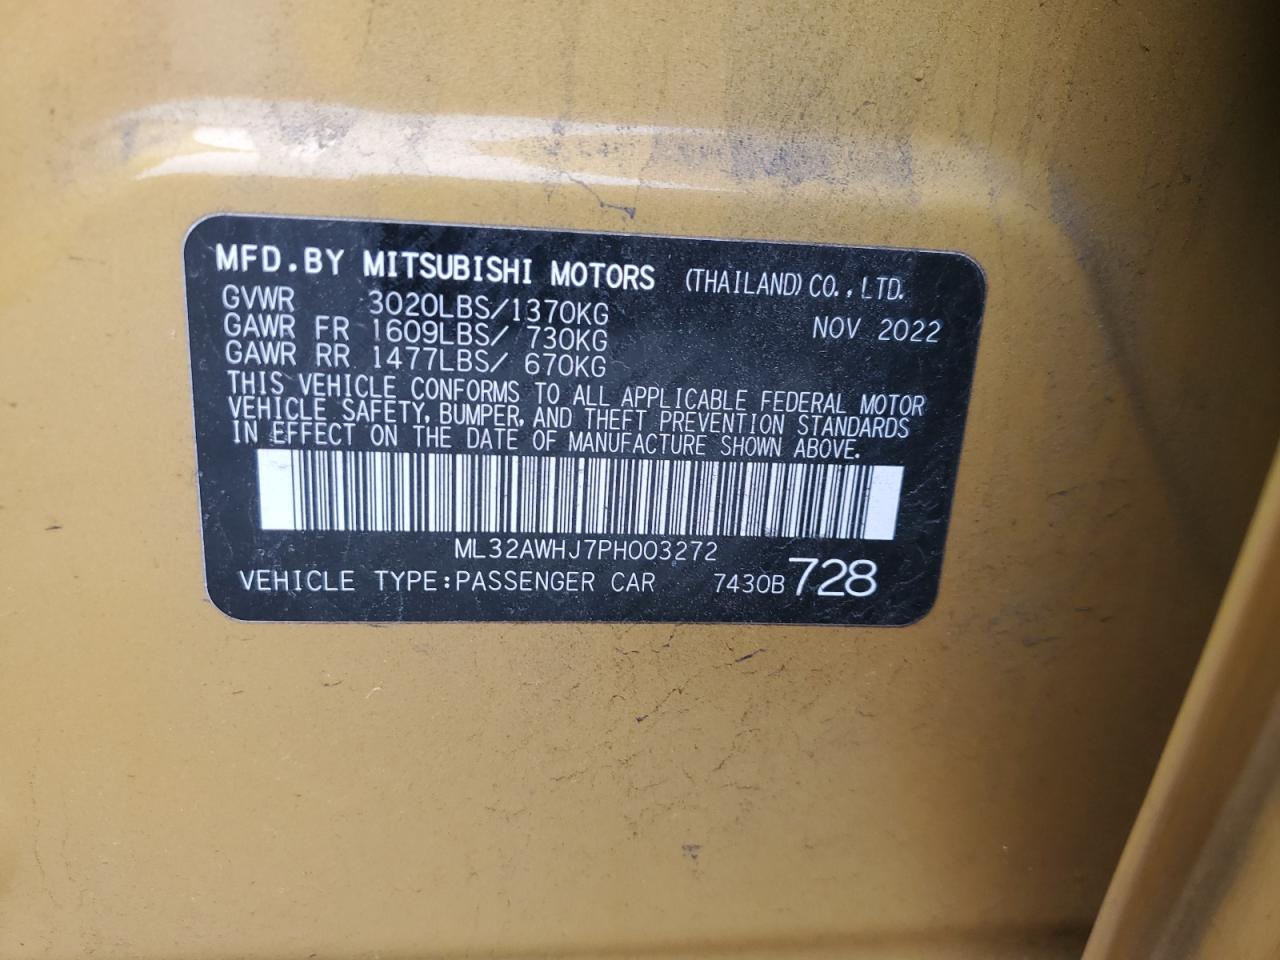 MFD.BY MITSUBISHI MOTORS (THAILAND) CO., LTD.
GVWR 3020LBS/1370KG NOV 2022
GAWR FR 1609LBS/ 730KG
GAWR RR 1477LBS/ 670KG
THIS VEHICLE CONFORMS TO ALL APPLICABLE FEDERAL MOTOR
VEHICLE SAFETY, BUMPER, AND THEFT PREVENTION STANDARDS
IN EFFECT ON THE DATE OF MANUFACTURE SHOWN ABOVE.
ML32AWHJ7PH003272
VEHICLE TYPE:PASSENGER CAR 7430B 728